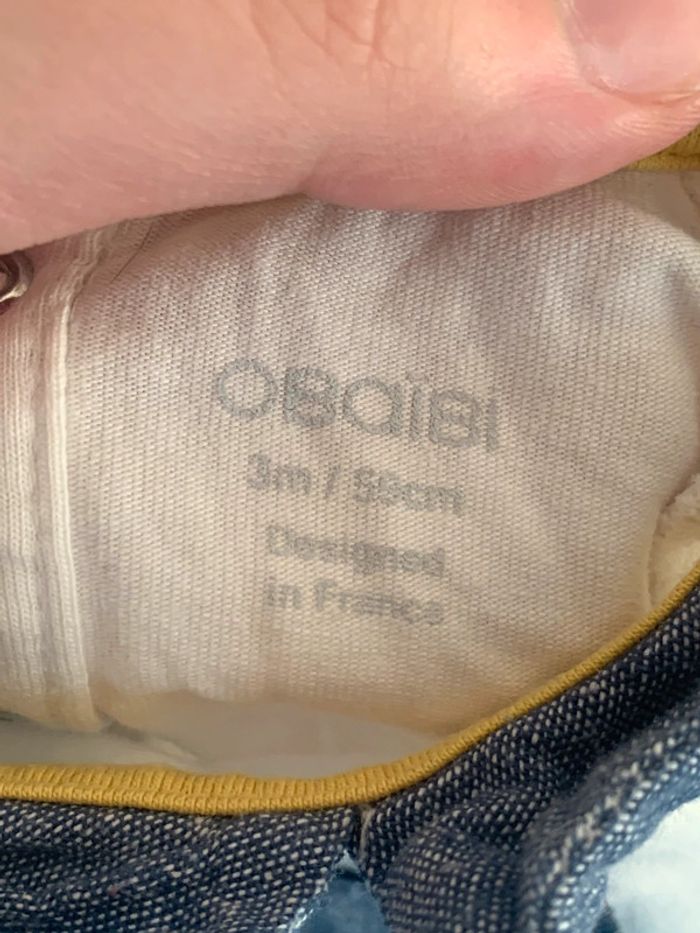 OBaïBi
3m / 59cm
Designed
in France